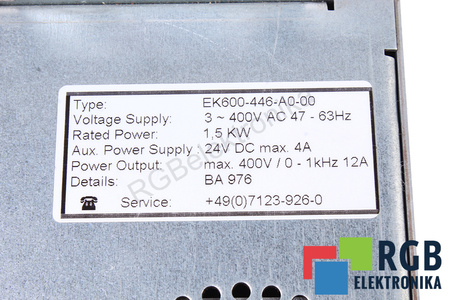 Type: EK600-446-A0-00
Voltage Supply: 3 ~ 400V AC 47 - 63Hz
Rated Power: 1,5 KW
Aux. Power Supply : 24V DC max. 4A
Power Output: max. 400V / 0 - 1kHz 12A
Details: BA 976
☎ Service: +49(0)7123-926-0
RGBelektronika
RGB
ELEKTRONIKA